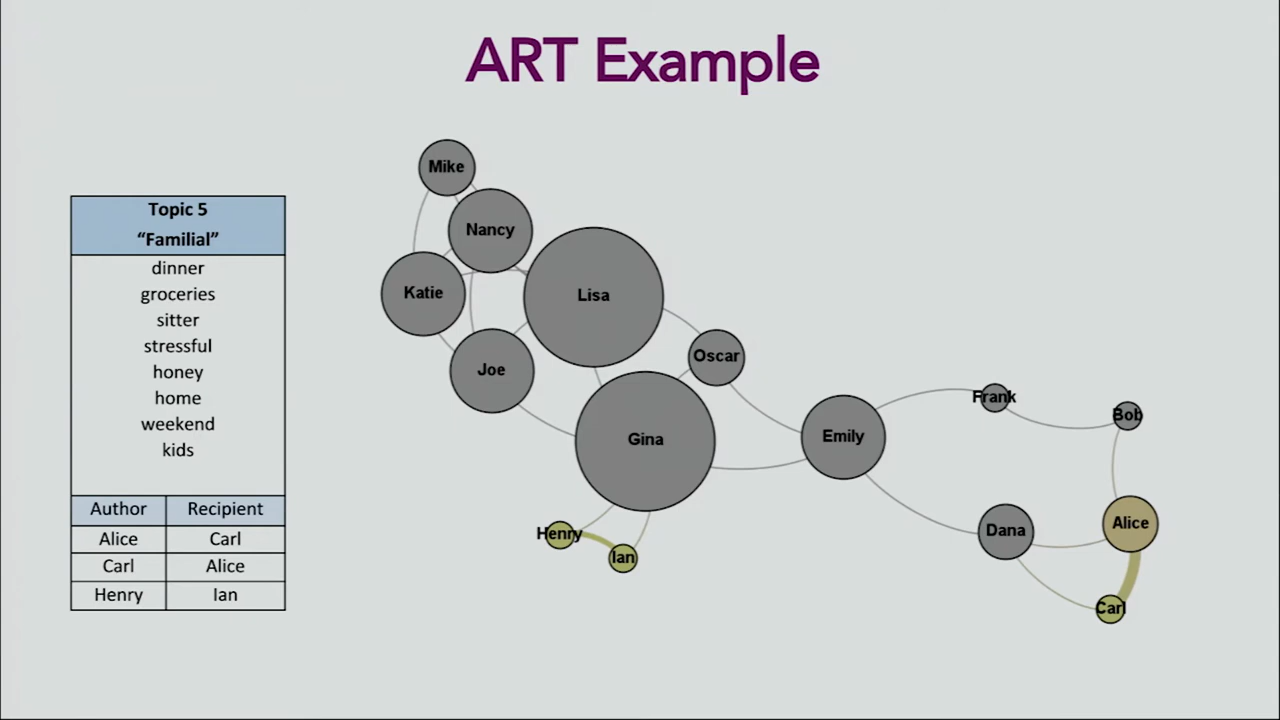 ART Example
Topic 5
“Familial”
dinner
groceries
sitter
stressful
honey
home
weekend
kids
Author Recipient
Alice Carl
Carl Alice
Henry Ian
Mike
Nancy
Lisa
Katie
Joe
Oscar
Gina
Emily
Frank
Bob
Henry
Ian
Dana
Alice
Carl